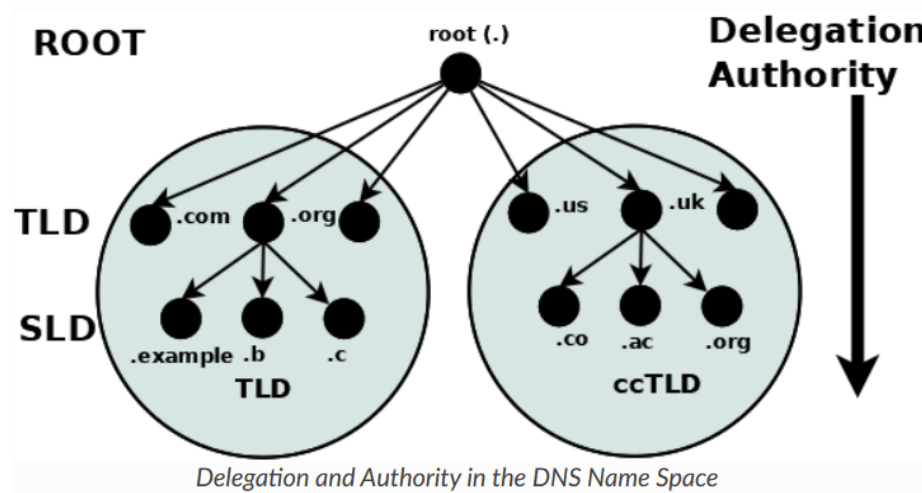 ROOT
root (.)
Delegation
Authority
TLD
.com
.org
.us
.uk
SLD
.example
.b
.c
.co
.ac
.org
TLD
ccTLD
Delegation and Authority in the DNS Name Space